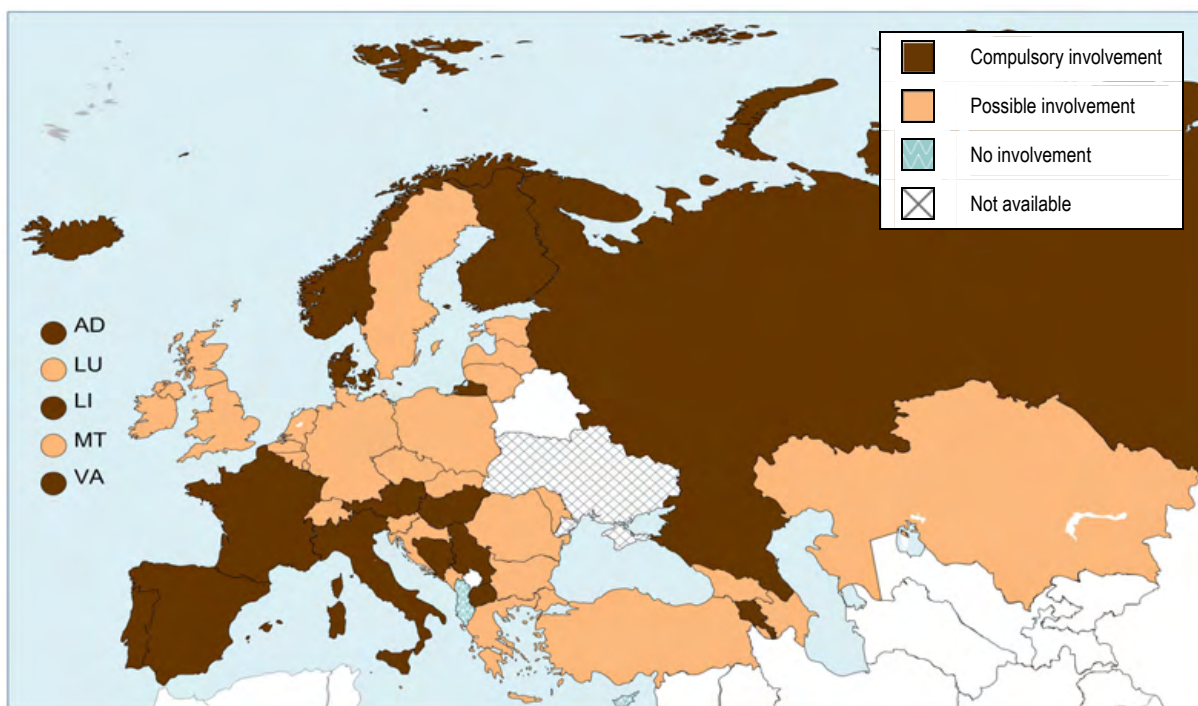 Compulsory involvement
Possible involvement
No involvement
Not available
AD
LU
LI
MT
VA